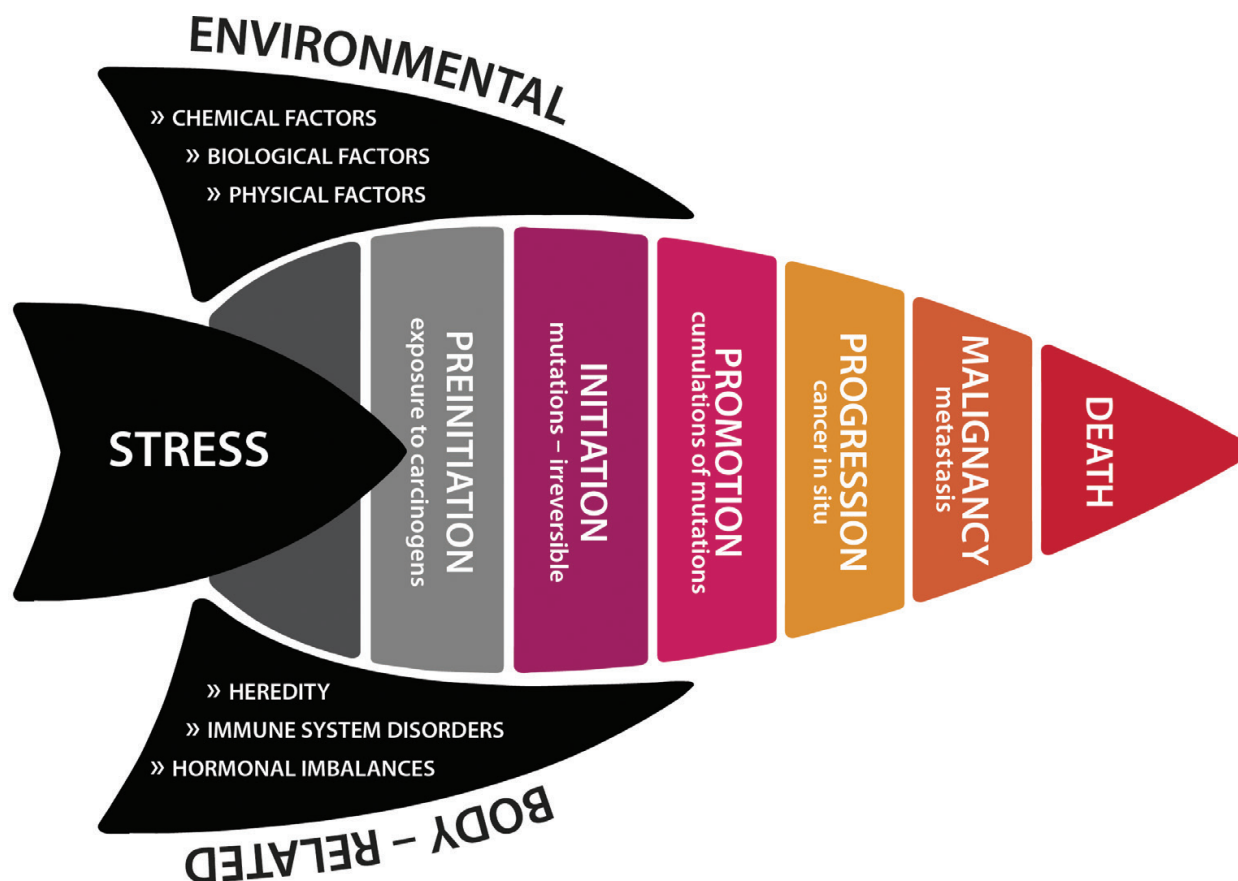 ENVIRONMENTAL
» CHEMICAL FACTORS
» BIOLOGICAL FACTORS
» PHYSICAL FACTORS
STRESS
PREINITIATION
exposure to carcinogens
INITIATION
mutations – irreversible
PROMOTION
cumulations of mutations
PROGRESSION
cancer in situ
MALIGNANCY
metastasis
DEATH
» HEREDITY
» IMMUNE SYSTEM DISORDERS
» HORMONAL IMBALANCES
BODY – RELATED